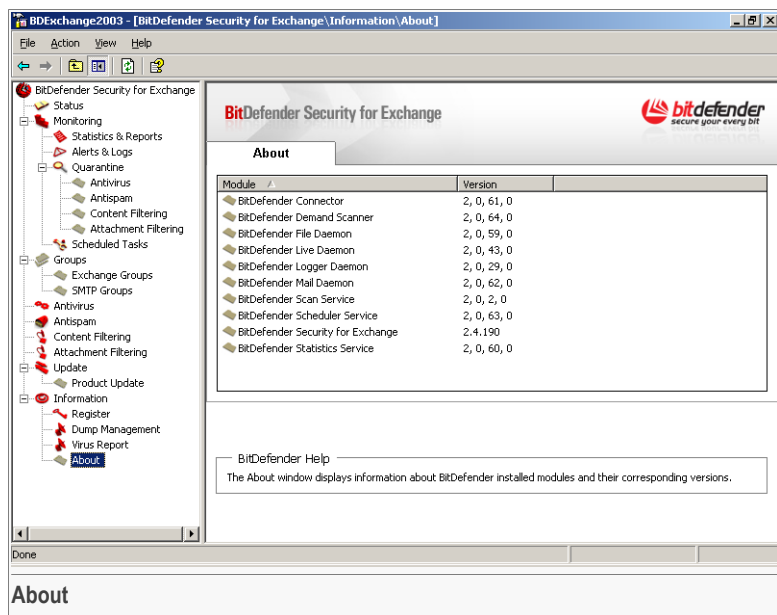 BDExchange2003 - [BitDefender Security for Exchange\Information\About]
File Action View Help
BitDefender Security for Exchange
Status
Monitoring
Statistics & Reports
Alerts & Logs
Quarantine
Antivirus
Antispam
Content Filtering
Attachment Filtering
Scheduled Tasks
Groups
Exchange Groups
SMTP Groups
Antivirus
Antispam
Content Filtering
Attachment Filtering
Update
Product Update
Information
Register
Dump Management
Virus Report
About
BitDefender Security for Exchange
bitdefender
secure your every bit
About
Module Version
BitDefender Connector 2, 0, 61, 0
BitDefender Demand Scanner 2, 0, 64, 0
BitDefender File Daemon 2, 0, 59, 0
BitDefender Live Daemon 2, 0, 43, 0
BitDefender Logger Daemon 2, 0, 29, 0
BitDefender Mail Daemon 2, 0, 62, 0
BitDefender Scan Service 2, 0, 2, 0
BitDefender Scheduler Service 2, 0, 63, 0
BitDefender Security for Exchange 2.4.190
BitDefender Statistics Service 2, 0, 60, 0
BitDefender Help
The About window displays information about BitDefender installed modules and their corresponding versions.
Done
About